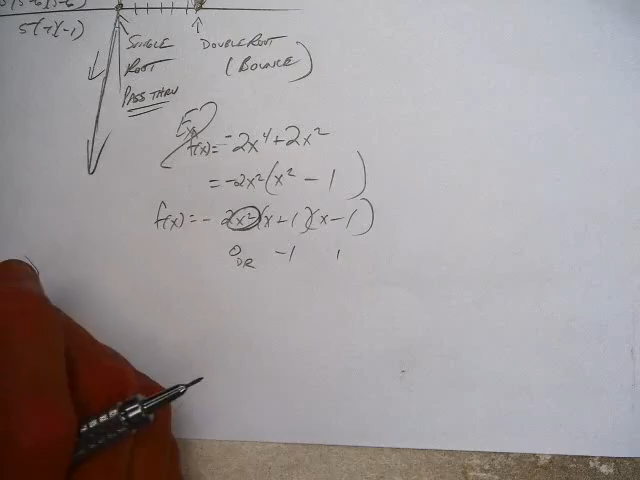 5(-7)(-1)
SINGLE
ROOT
PASS THRU
DOUBLE ROOT
(BOUNCE)
Ex
f(x) = -2x⁴ + 2x²
= -2x²(x² - 1)
f(x) = - 2x²(x + 1)(x - 1)
0 -1 1
DR